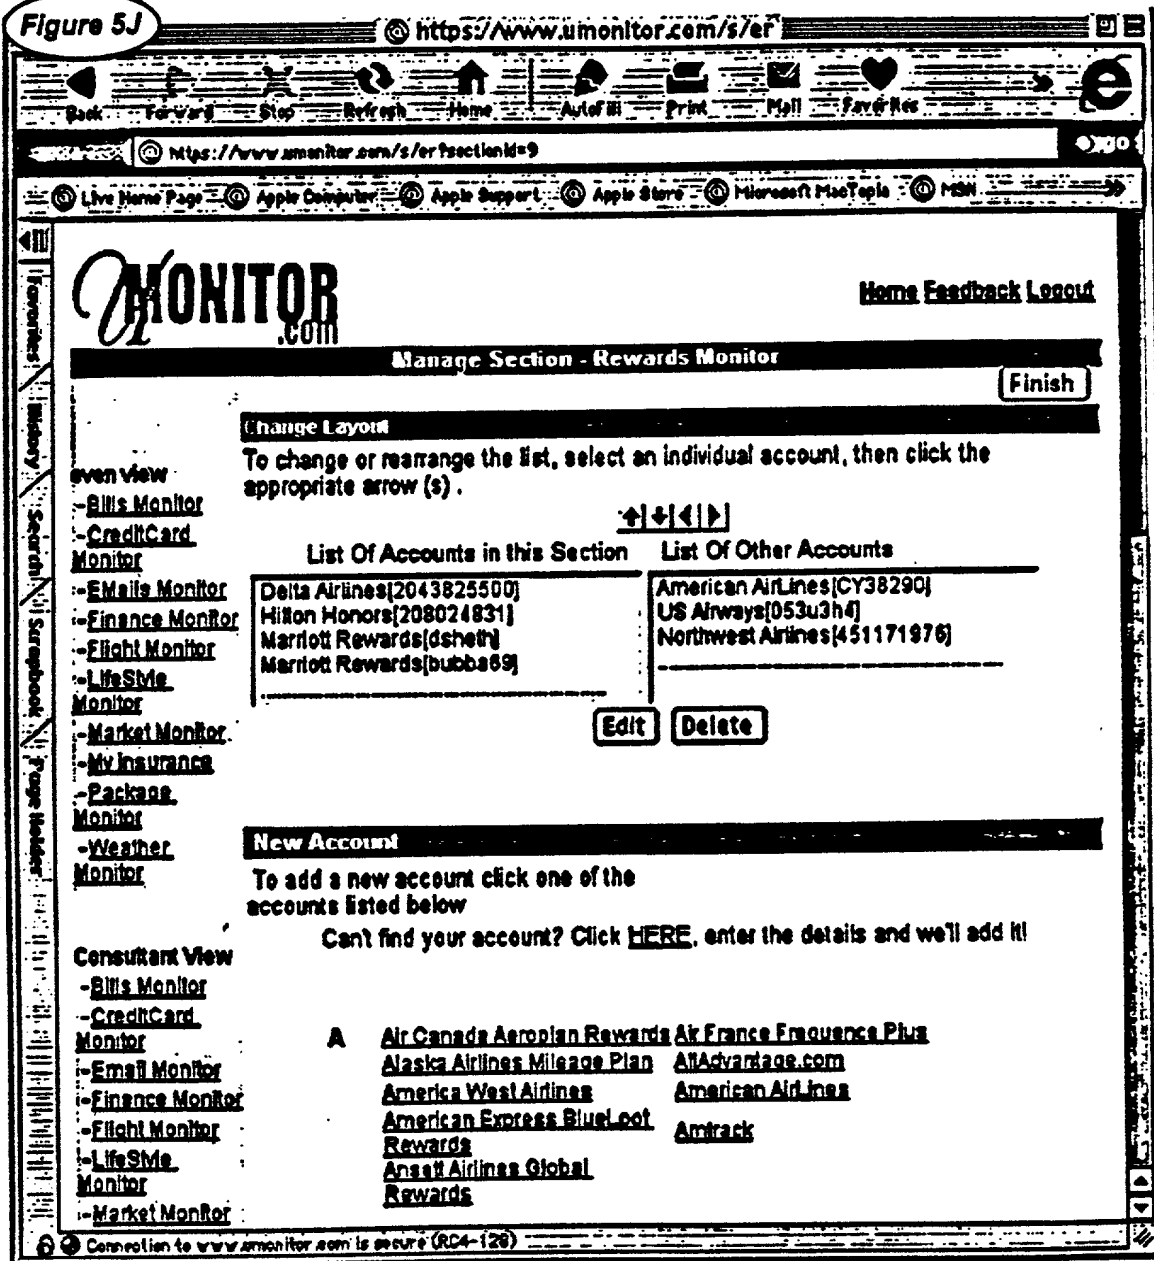 Figure 5J
https://www.umonitor.com/s/er
Back Forward Stop Refresh Home AutoFill Print Mail Favorites
https://www.umonitor.com/s/er?sectionId=9
go
Live Home Page Apple Computer Apple Support Apple Store Microsoft MacTopia MSN
Favorites History Search Scrapbook Page Holder
UMONITOR
.com
Home Feedback Logout
Manage Section - Rewards Monitor
Finish
Change Layout
To change or rearrange the list, select an individual account, then click the
appropriate arrow (s) .
List Of Accounts in this Section List Of Other Accounts
Delta Airlines[2043825500]
Hilton Honors[208024831]
Marriott Rewards[dsheth]
Marriott Rewards[bubba69]
American AirLines[CY38290]
US Airways[053u3h4]
Northwest Airlines[451171976]
Edit Delete
even view
-Bills Monitor
-CreditCard
Monitor
-EMails Monitor
-Finance Monitor
-Flight Monitor
-LifeStyle
Monitor
-Market Monitor
-My Insurance
-Package
Monitor
-Weather
Monitor
New Account
To add a new account click one of the
accounts listed below
Can't find your account? Click HERE, enter the details and we'll add it!
Consultant View
-Bills Monitor
-CreditCard
Monitor
-Email Monitor
-Finance Monitor
-Flight Monitor
-LifeStyle
Monitor
-Market Monitor
A Air Canada Aeroplan Rewards Air France Frequence Plus
Alaska Airlines Mileage Plan AllAdvantage.com
America West Airlines American AirLines
American Express BlueLoot
Rewards
Amtrack
Ansett Airlines Global
Rewards
Connection to www.umonitor.com is secure (RC4-128)